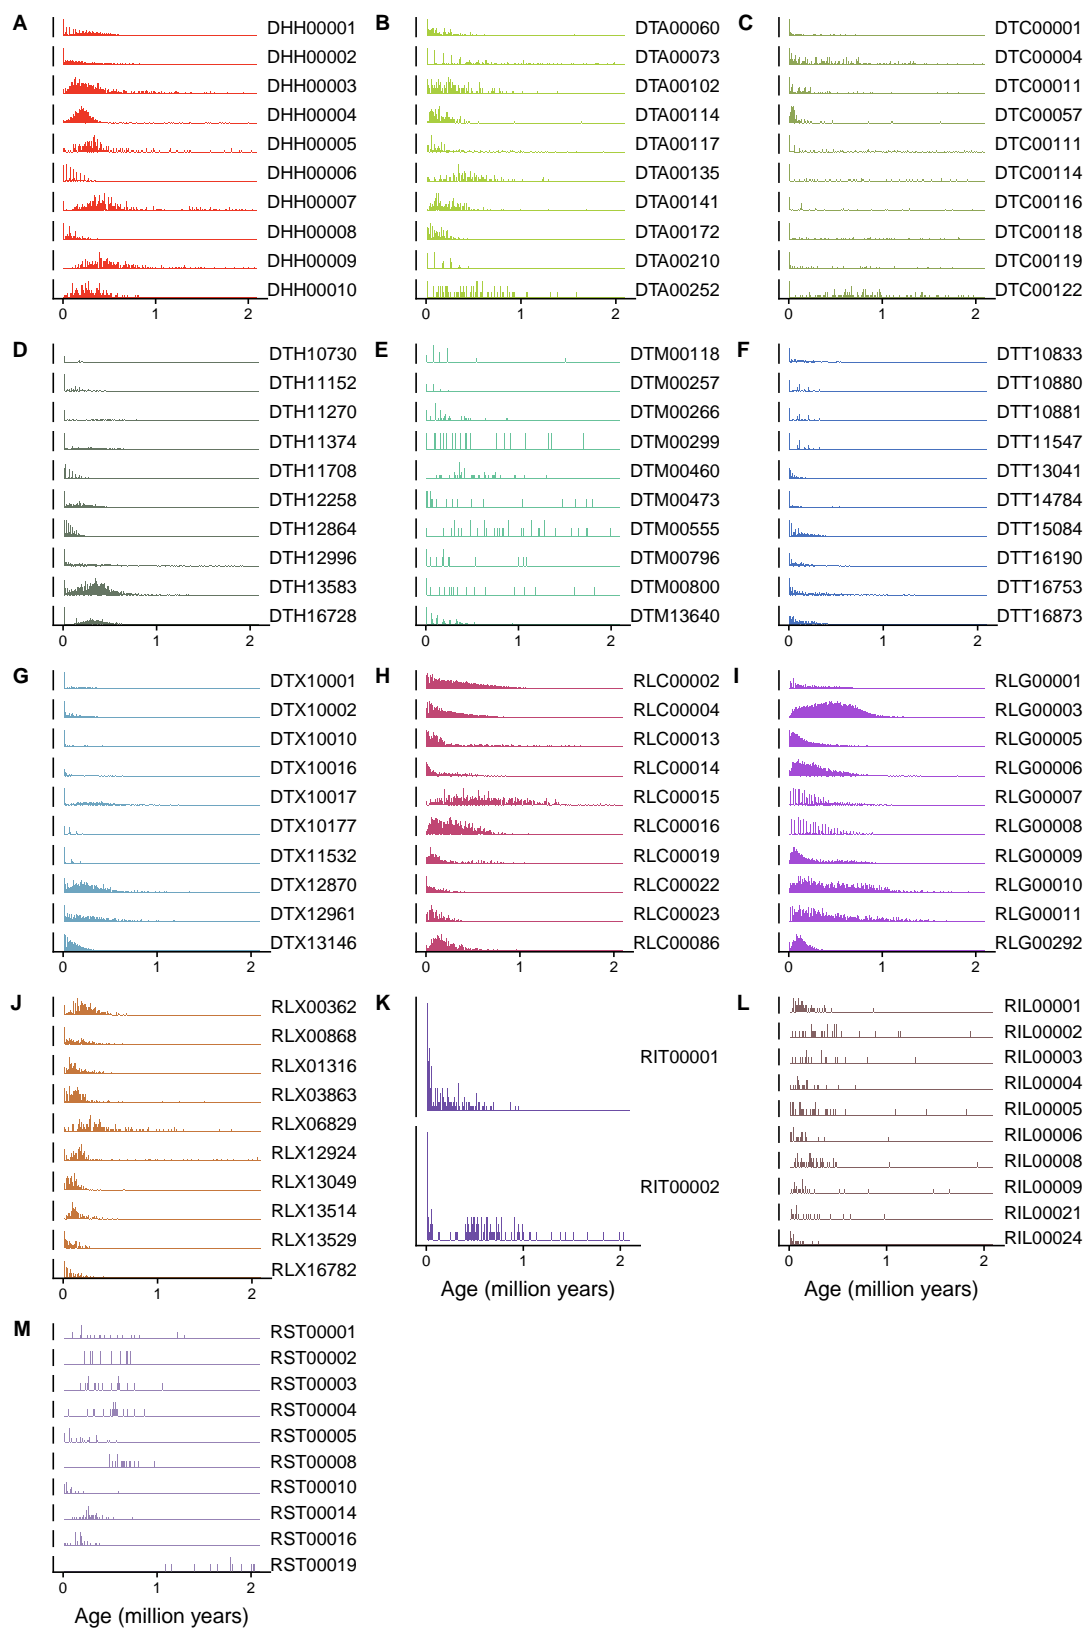 A
DHH00001
DHH00002
DHH00003
DHH00004
DHH00005
DHH00006
DHH00007
DHH00008
DHH00009
DHH00010
0 1 2
B
DTA00060
DTA00073
DTA00102
DTA00114
DTA00117
DTA00135
DTA00141
DTA00172
DTA00210
DTA00252
0 1 2
C
DTC00001
DTC00004
DTC00011
DTC00057
DTC00111
DTC00114
DTC00116
DTC00118
DTC00119
DTC00122
0 1 2
D
DTH10730
DTH11152
DTH11270
DTH11374
DTH11708
DTH12258
DTH12864
DTH12996
DTH13583
DTH16728
0 1 2
E
DTM00118
DTM00257
DTM00266
DTM00299
DTM00460
DTM00473
DTM00555
DTM00796
DTM00800
DTM13640
0 1 2
F
DTT10833
DTT10880
DTT10881
DTT11547
DTT13041
DTT14784
DTT15084
DTT16190
DTT16753
DTT16873
0 1 2
G
DTX10001
DTX10002
DTX10010
DTX10016
DTX10017
DTX10177
DTX11532
DTX12870
DTX12961
DTX13146
0 1 2
H
RLC00002
RLC00004
RLC00013
RLC00014
RLC00015
RLC00016
RLC00019
RLC00022
RLC00023
RLC00086
0 1 2
I
RLG00001
RLG00003
RLG00005
RLG00006
RLG00007
RLG00008
RLG00009
RLG00010
RLG00011
RLG00292
0 1 2
J
RLX00362
RLX00868
RLX01316
RLX03863
RLX06829
RLX12924
RLX13049
RLX13514
RLX13529
RLX16782
0 1 2
K
RIT00001
RIT00002
0 1 2
Age (million years)
L
RIL00001
RIL00002
RIL00003
RIL00004
RIL00005
RIL00006
RIL00008
RIL00009
RIL00021
RIL00024
0 1 2
Age (million years)
M
RST00001
RST00002
RST00003
RST00004
RST00005
RST00008
RST00010
RST00014
RST00016
RST00019
0 1 2
Age (million years)